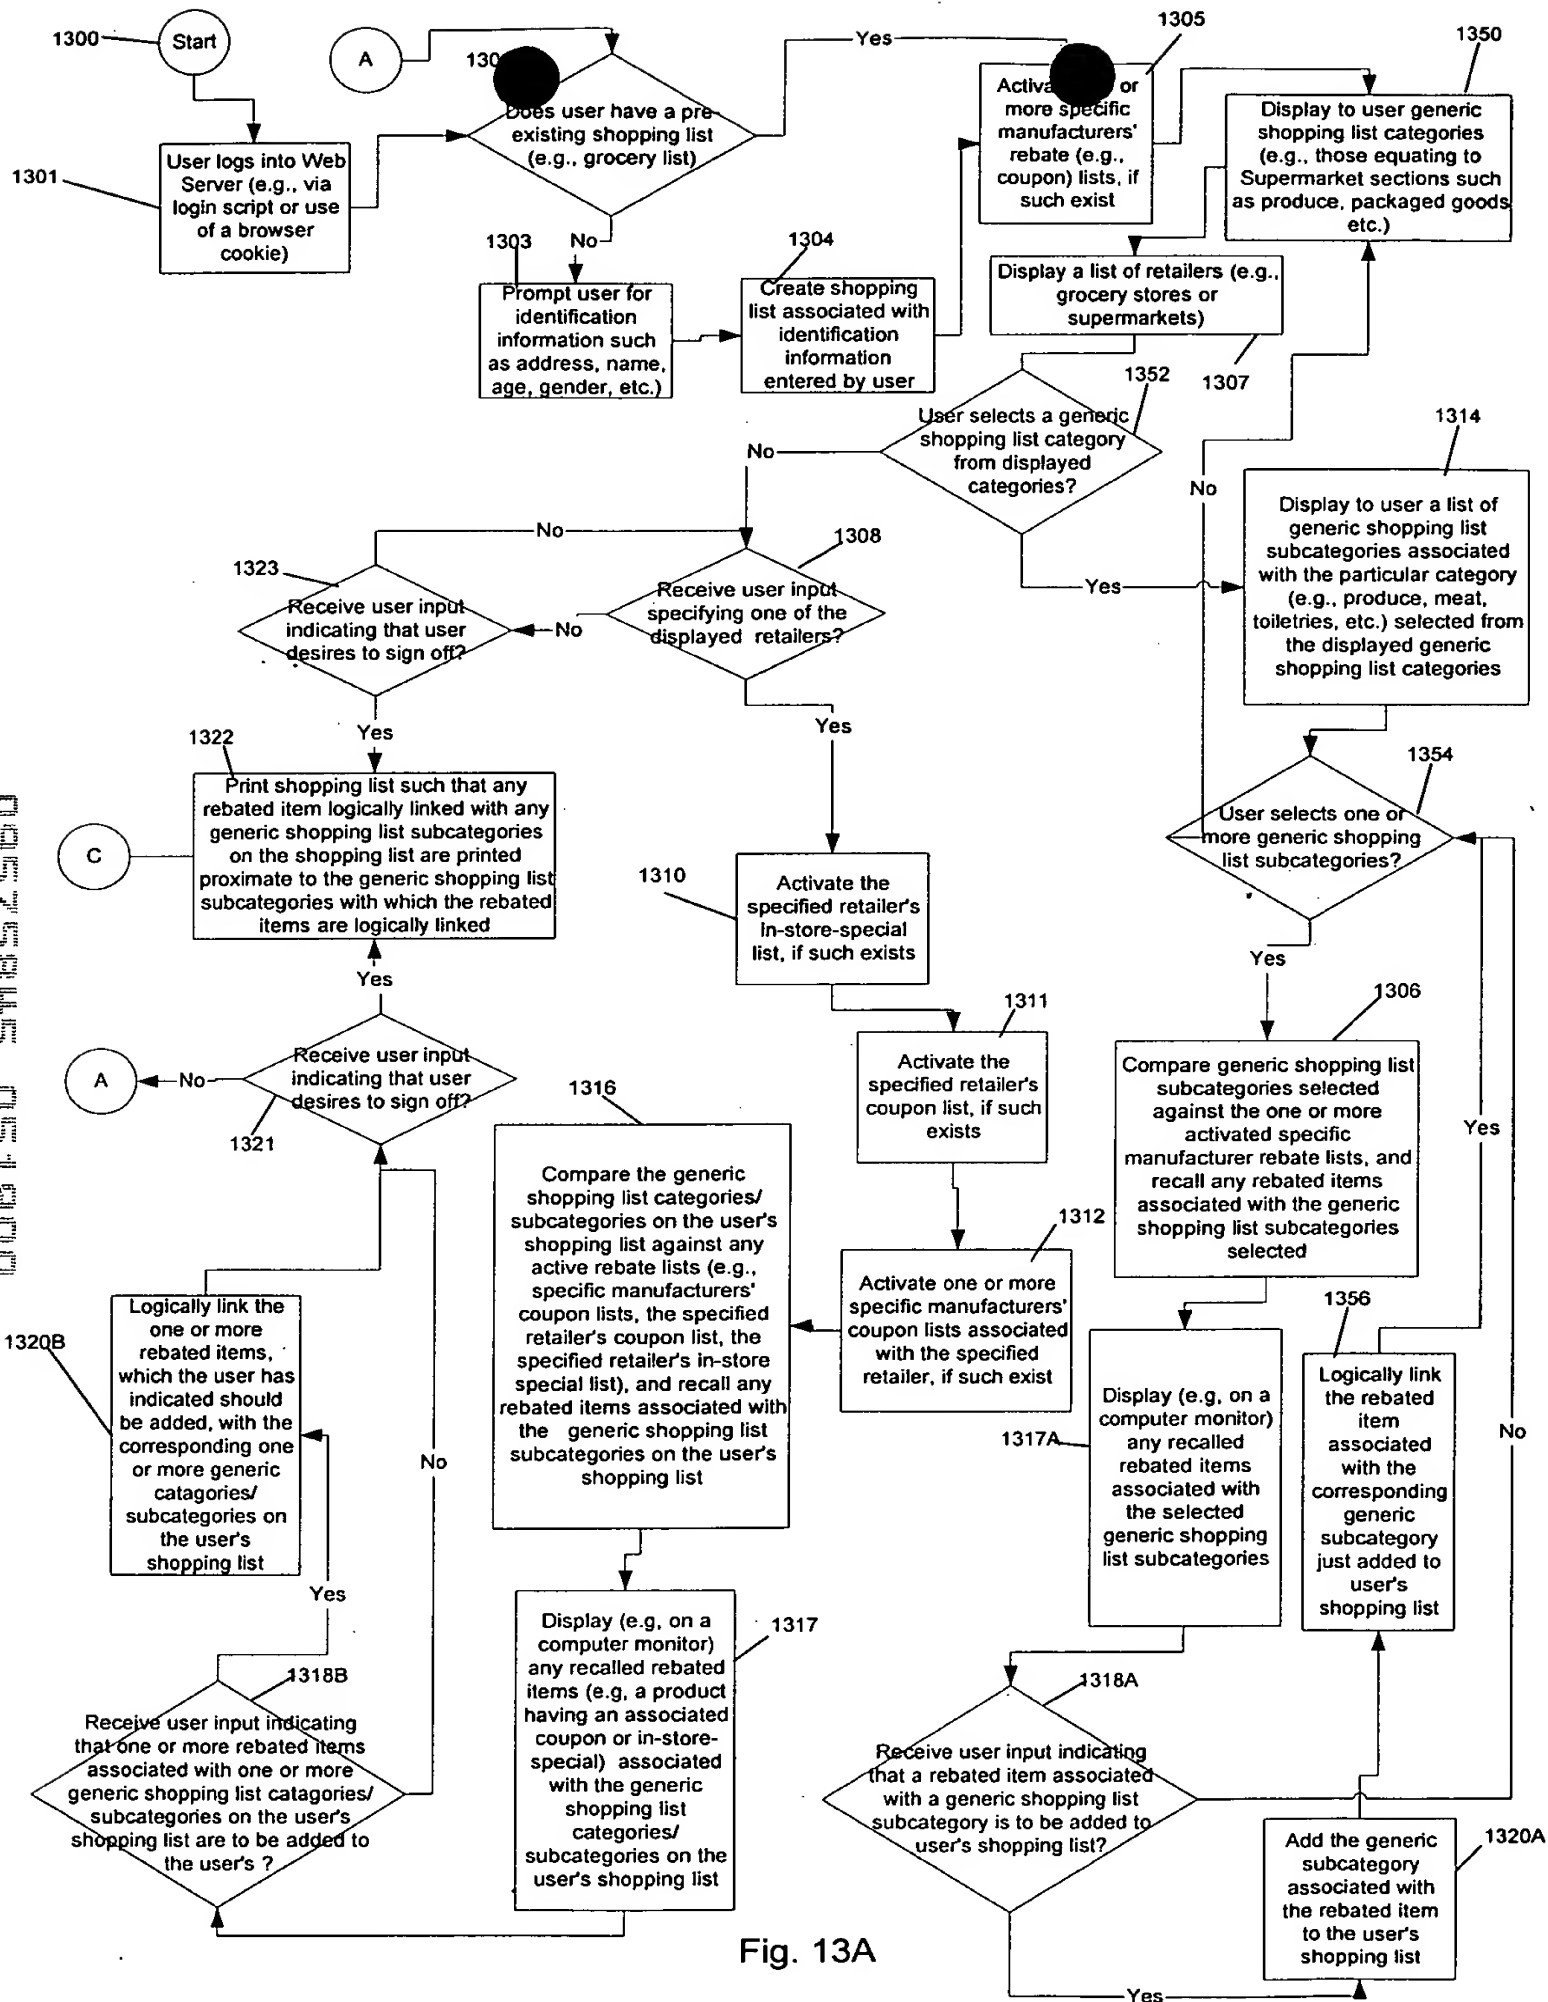 1300
Start
A
130
Yes
1305
1350
1301
User logs into Web
Server (e.g., via
login script or use
of a browser
cookie)
Does user have a pre-
existing shopping list
(e.g., grocery list)
or
more specific
manufacturers'
rebate (e.g.,
coupon) lists, if
such exist
Display to user generic
shopping list categories
(e.g., those equating to
Supermarket sections such
as produce, packaged goods
etc.)
No
1303
Prompt user for
identification
information such
as address, name,
age, gender, etc.)
1304
Create shopping
list associated with
identification
information
entered by user
Display a list of retailers (e.g.,
grocery stores or
supermarkets)
1307
1352
User selects a generic
shopping list category
from displayed
categories?
No
Yes
No
1314
Display to user a list of
generic shopping list
subcategories associated
with the particular category
(e.g., produce, meat,
toiletries, etc.) selected from
the displayed generic
shopping list categories
No
1323
Receive user input
indicating that user
desires to sign off?
No
1308
Receive user input
specifying one of the
displayed retailers?
Yes
Yes
1322
Print shopping list such that any
rebated item logically linked with any
generic shopping list subcategories
on the shopping list are printed
proximate to the generic shopping list
subcategories with which the rebated
items are logically linked
C
1354
User selects one or
more generic shopping
list subcategories?
Yes
1310
Activate the
specified retailer's
in-store-special
list, if such exists
1311
Activate the
specified retailer's
coupon list, if such
exists
1306
Compare generic shopping list
subcategories selected
against the one or more
activated specific
manufacturer rebate lists, and
recall any rebated items
associated with the generic
shopping list subcategories
selected
Yes
Yes
A
No
Receive user input
indicating that user
desires to sign off?
1321
1316
Compare the generic
shopping list categories/
subcategories on the user's
shopping list against any
active rebate lists (e.g.,
specific manufacturers'
coupon lists, the specified
retailer's coupon list, the
specified retailer's in-store
special list), and recall any
rebated items associated with
the generic shopping list
subcategories on the user's
shopping list
1312
Activate one or more
specific manufacturers'
coupon lists associated
with the specified
retailer, if such exist
1320B
Logically link the
one or more
rebated items,
which the user has
indicated should
be added, with the
corresponding one
or more generic
catagories/
subcategories on
the user's
shopping list
No
Yes
1317A
Display (e.g, on a
computer monitor)
any recalled
rebated items
associated with
the selected
generic shopping
list subcategories
1356
Logically link
the rebated
item
associated
with the
corresponding
generic
subcategory
just added to
user's
shopping list
No
1318B
Receive user input indicating
that one or more rebated items
associated with one or more
generic shopping list catagories/
subcategories on the user's
shopping list are to be added to
the user's ?
1317
Display (e.g, on a
computer monitor)
any recalled rebated
items (e.g, a product
having an associated
coupon or in-store-
special) associated
with the generic
shopping list
categories/
subcategories on the
user's shopping list
1318A
Receive user input indicating
that a rebated item associated
with a generic shopping list
subcategory is to be added to
user's shopping list?
1320A
Add the generic
subcategory
associated with
the rebated item
to the user's
shopping list
Yes
Fig. 13A